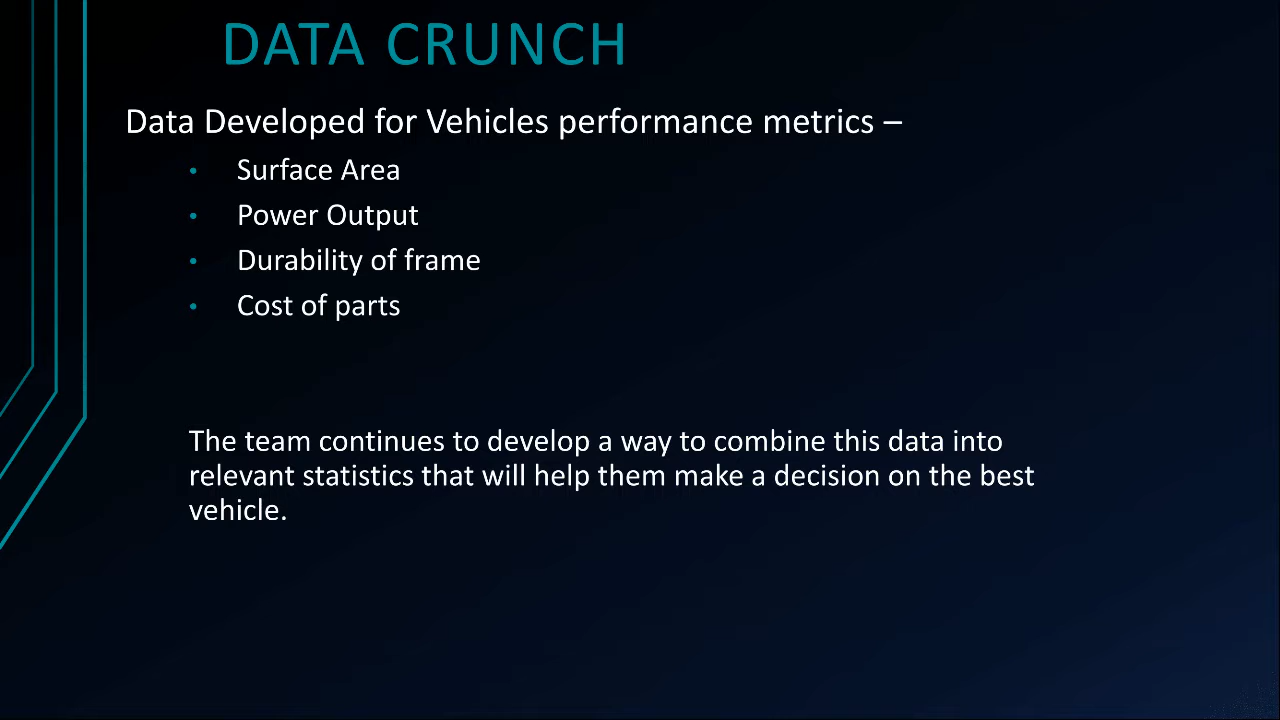 DATA CRUNCH
Data Developed for Vehicles performance metrics –
• Surface Area
• Power Output
• Durability of frame
• Cost of parts
The team continues to develop a way to combine this data into
relevant statistics that will help them make a decision on the best
vehicle.